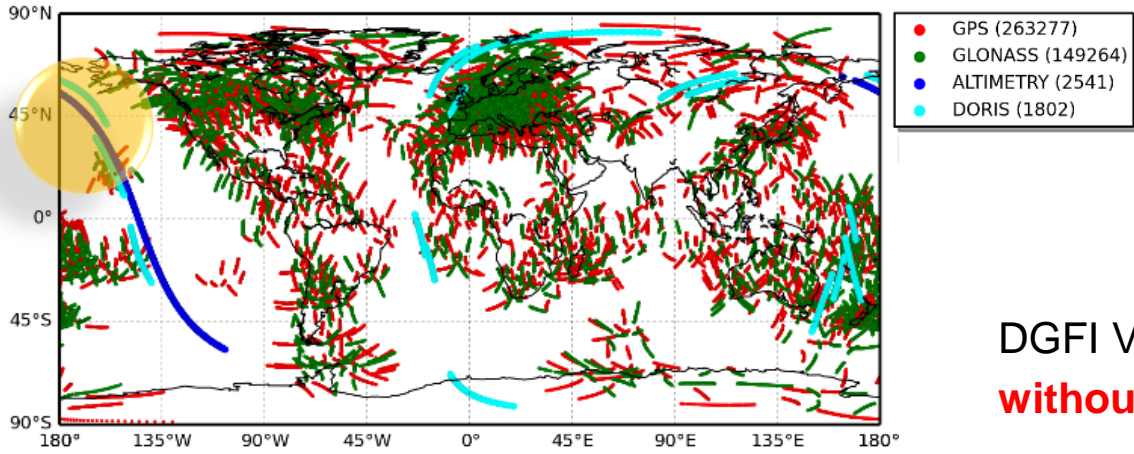 90°N
45°N
0°
45°S
90°S
180° 135°W 90°W 45°W 0° 45°E 90°E 135°E 180°
GPS (263277)
GLONASS (149264)
ALTIMETRY (2541)
DORIS (1802)
DGFI V
withou